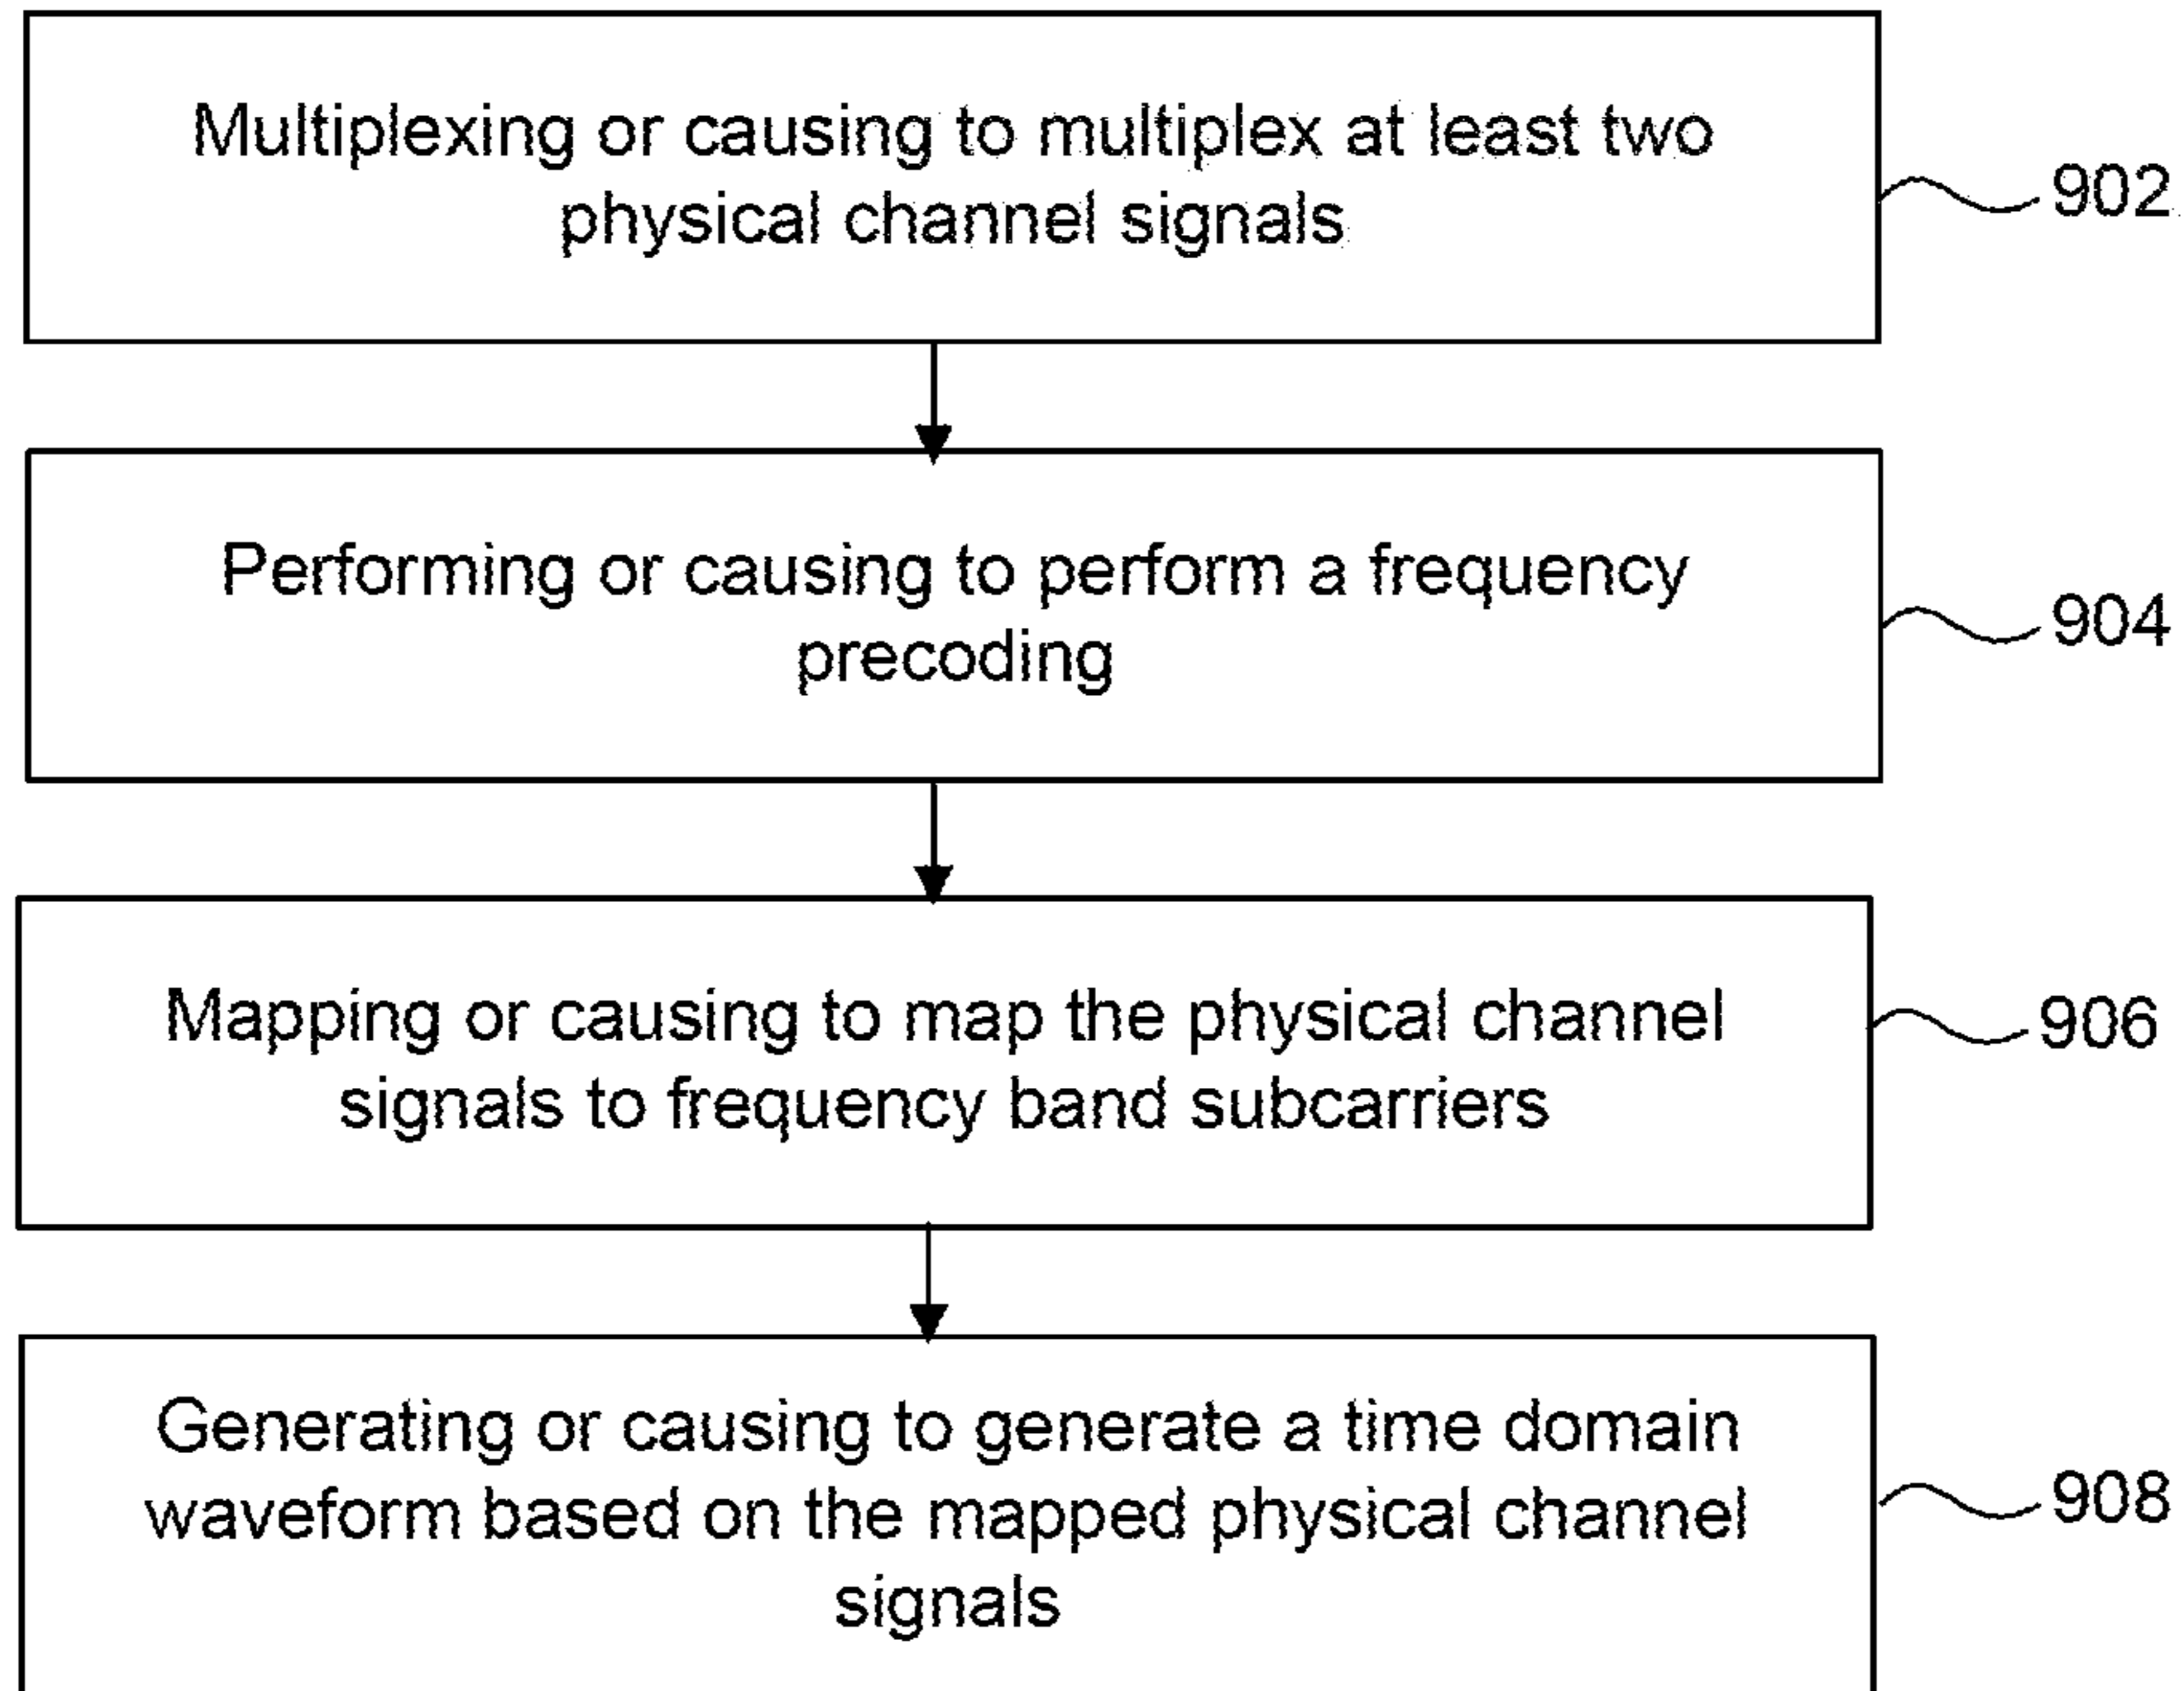 Multiplexing or causing to multiplex at least two
physical channel signals
902
Performing or causing to perform a frequency
precoding
904
Mapping or causing to map the physical channel
signals to frequency band subcarriers
906
Generating or causing to generate a time domain
waveform based on the mapped physical channel
signals
908